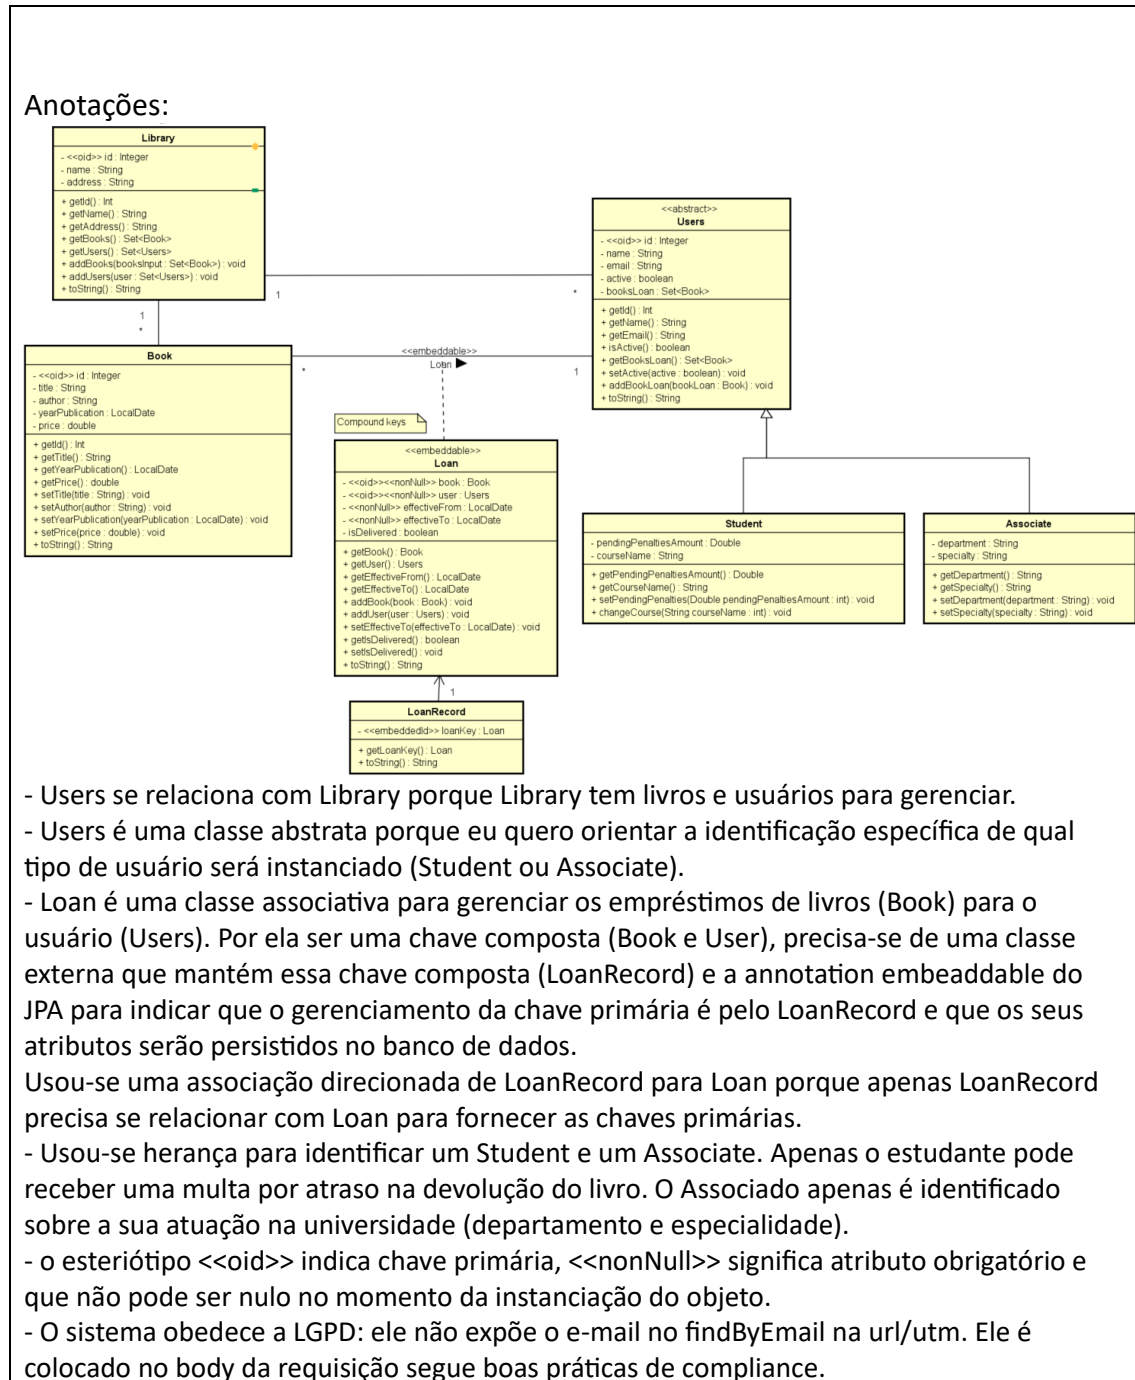 Anotações:
Library
- <<oid>> id : Integer
- name : String
- address : String
+ getId() : Int
+ getName() : String
+ getAddress() : String
+ getBooks() : Set<Book>
+ getUsers() : Set<Users>
+ addBooks(booksInput : Set<Book>) : void
+ addUsers(user : Set<Users>) : void
+ toString() : String
1
*
1
*
<<abstract>>
Users
- <<oid>> id : Integer
- name : String
- email : String
- active : boolean
- booksLoan : Set<Book>
+ getId() : Int
+ getName() : String
+ getEmail() : String
+ isActive() : boolean
+ getBooksLoan() : Set<Book>
+ setActive(active : boolean) : void
+ addBookLoan(bookLoan : Book) : void
+ toString() : String
Book
- <<oid>> id : Integer
- title : String
- author : String
- yearPublication : LocalDate
- price : double
+ getId() : Int
+ getTitle() : String
+ getYearPublication() : LocalDate
+ getPrice() : double
+ setTitle(title : String) : void
+ setAuthor(author : String) : void
+ setYearPublication(yearPublication : LocalDate) : void
+ setPrice(price : double) : void
+ toString() : String
*
<<embeddable>>
Loan
1
Compound keys
<<embeddable>>
Loan
- <<oid>><<nonNull>> book : Book
- <<oid>><<nonNull>> user : Users
- <<nonNull>> effectiveFrom : LocalDate
- <<nonNull>> effectiveTo : LocalDate
- isDelivered : boolean
+ getBook() : Book
+ getUser() : Users
+ getEffectiveFrom() : LocalDate
+ getEffectiveTo() : LocalDate
+ addBook(book : Book) : void
+ addUser(user : Users) : void
+ setEffectiveTo(effectiveTo : LocalDate) : void
+ getIsDelivered() : boolean
+ setIsDelivered() : void
+ toString() : String
Student
- pendingPenaltiesAmount : Double
- courseName : String
+ getPendingPenaltiesAmount() : Double
+ getCourseName() : String
+ setPendingPenalties(Double pendingPenaltiesAmount : int) : void
+ changeCourse(String courseName : int) : void
Associate
- department : String
- specialty : String
+ getDepartment() : String
+ getSpecialty() : String
+ setDepartment(department : String) : void
+ setSpecialty(specialty : String) : void
1
LoanRecord
- <<embeddedId>> loanKey : Loan
+ getLoanKey() : Loan
+ toString() : String
- Users se relaciona com Library porque Library tem livros e usuários para gerenciar.
- Users é uma classe abstrata porque eu quero orientar a identificação específica de qual
tipo de usuário será instanciado (Student ou Associate).
- Loan é uma classe associativa para gerenciar os empréstimos de livros (Book) para o
usuário (Users). Por ela ser uma chave composta (Book e User), precisa-se de uma classe
externa que mantém essa chave composta (LoanRecord) e a annotation embeaddable do
JPA para indicar que o gerenciamento da chave primária é pelo LoanRecord e que os seus
atributos serão persistidos no banco de dados.
Usou-se uma associação direcionada de LoanRecord para Loan porque apenas LoanRecord
precisa se relacionar com Loan para fornecer as chaves primárias.
- Usou-se herança para identificar um Student e um Associate. Apenas o estudante pode
receber uma multa por atraso na devolução do livro. O Associado apenas é identificado
sobre a sua atuação na universidade (departamento e especialidade).
- o esteriótipo <<oid>> indica chave primária, <<nonNull>> significa atributo obrigatório e
que não pode ser nulo no momento da instanciação do objeto.
- O sistema obedece a LGPD: ele não expõe o e-mail no findByEmail na url/utm. Ele é
colocado no body da requisição segue boas práticas de compliance.